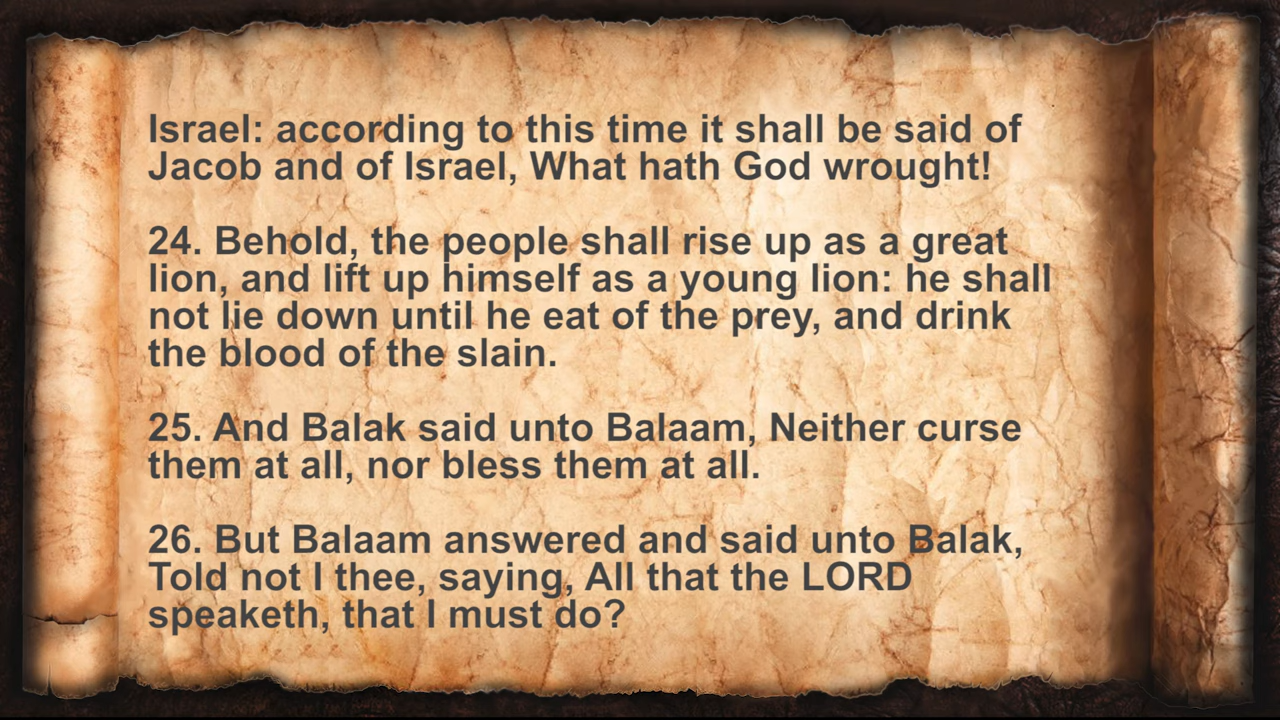 Israel: according to this time it shall be said of
Jacob and of Israel, What hath God wrought!
24. Behold, the people shall rise up as a great
lion, and lift up himself as a young lion: he shall
not lie down until he eat of the prey, and drink
the blood of the slain.
25. And Balak said unto Balaam, Neither curse
them at all, nor bless them at all.
26. But Balaam answered and said unto Balak,
Told not I thee, saying, All that the LORD
speaketh, that I must do?